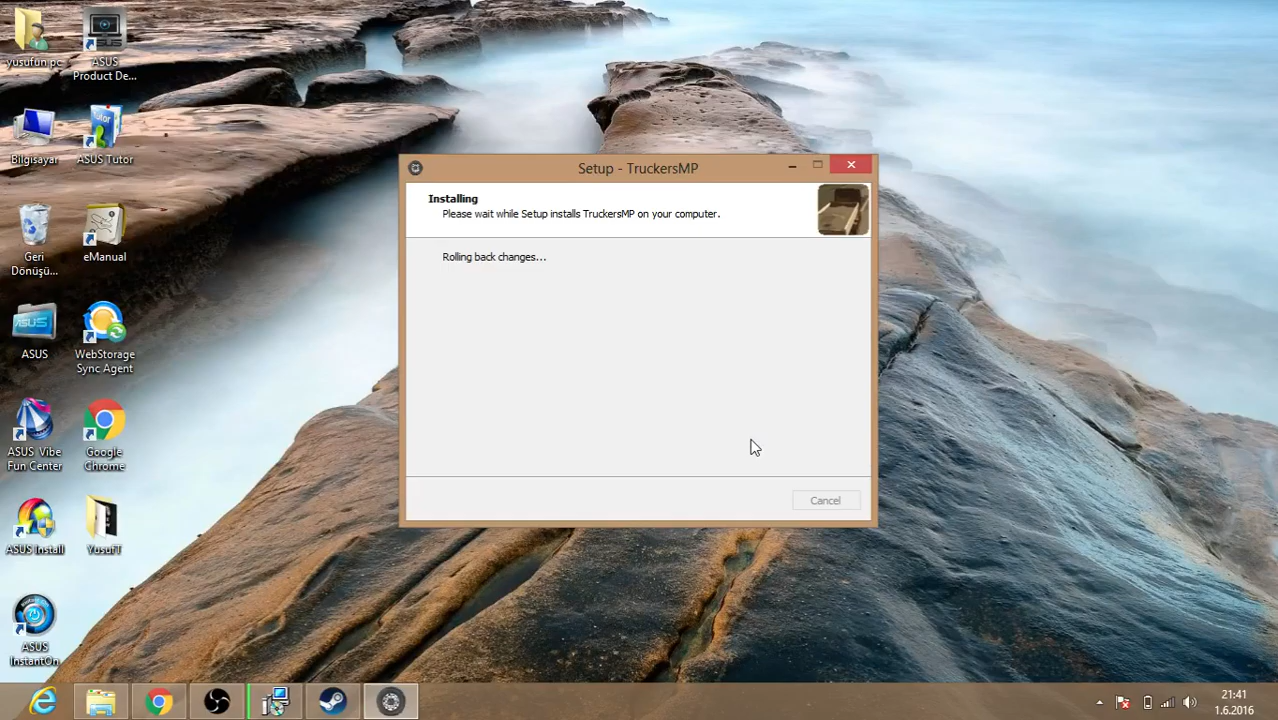 yusufun pc
ASUS
Product De...
Bilgisayar
ASUS Tutor
Geri
Dönüşü...
eManual
ASUS
WebStorage
Sync Agent
ASUS Vibe
Fun Center
Google
Chrome
ASUS Install
YusufT
ASUS
InstantOn
Setup - TruckersMP
Installing
Please wait while Setup installs TruckersMP on your computer.
Rolling back changes...
Cancel
21:41
1.6.2016